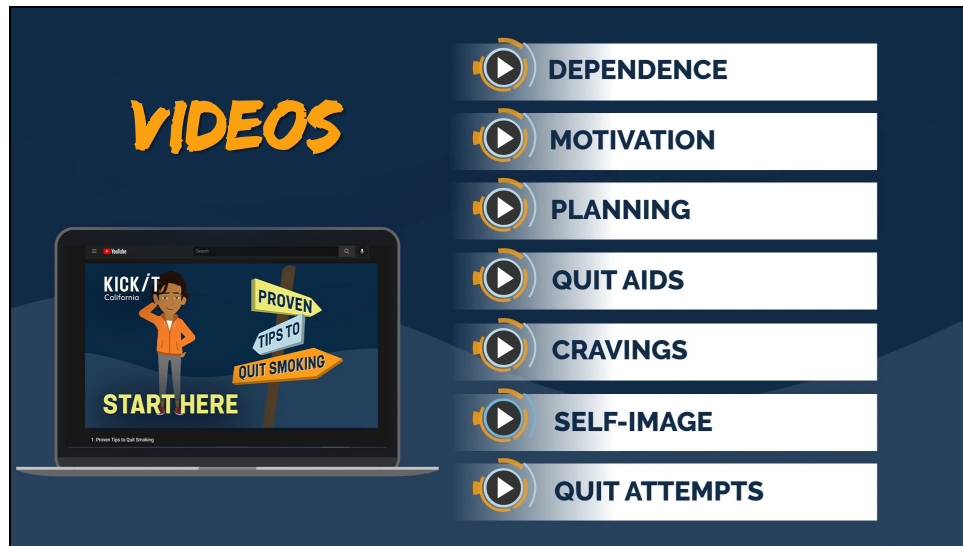 VIDEOS
YouTube
Search
KICK iT
California
PROVEN
TIPS TO
QUIT SMOKING
START HERE
1. Proven Tips to Quit Smoking
DEPENDENCE
MOTIVATION
PLANNING
QUIT AIDS
CRAVINGS
SELF-IMAGE
QUIT ATTEMPTS